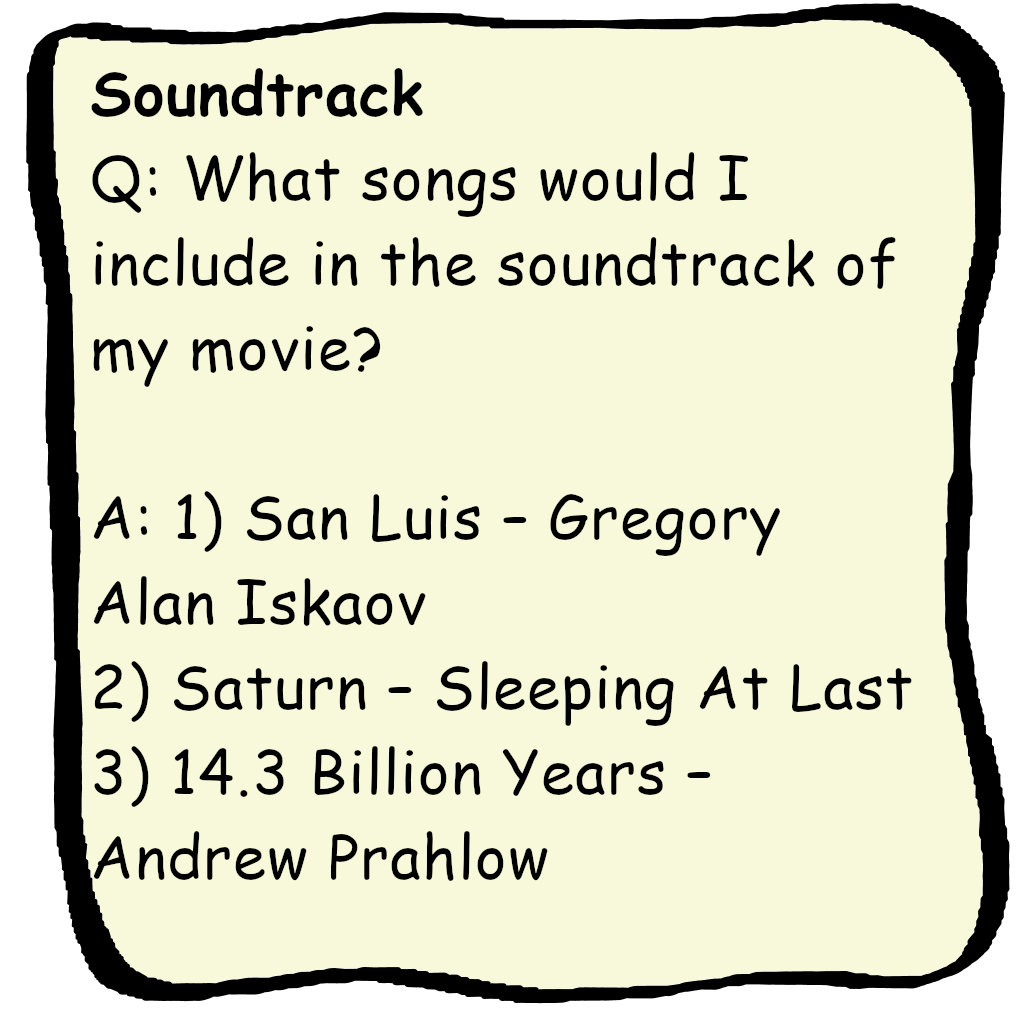 Soundtrack
Q: What songs would I
include in the soundtrack of
my movie?
A: 1) San Luis – Gregory
Alan Iskaov
2) Saturn – Sleeping At Last
3) 14.3 Billion Years –
Andrew Prahlow